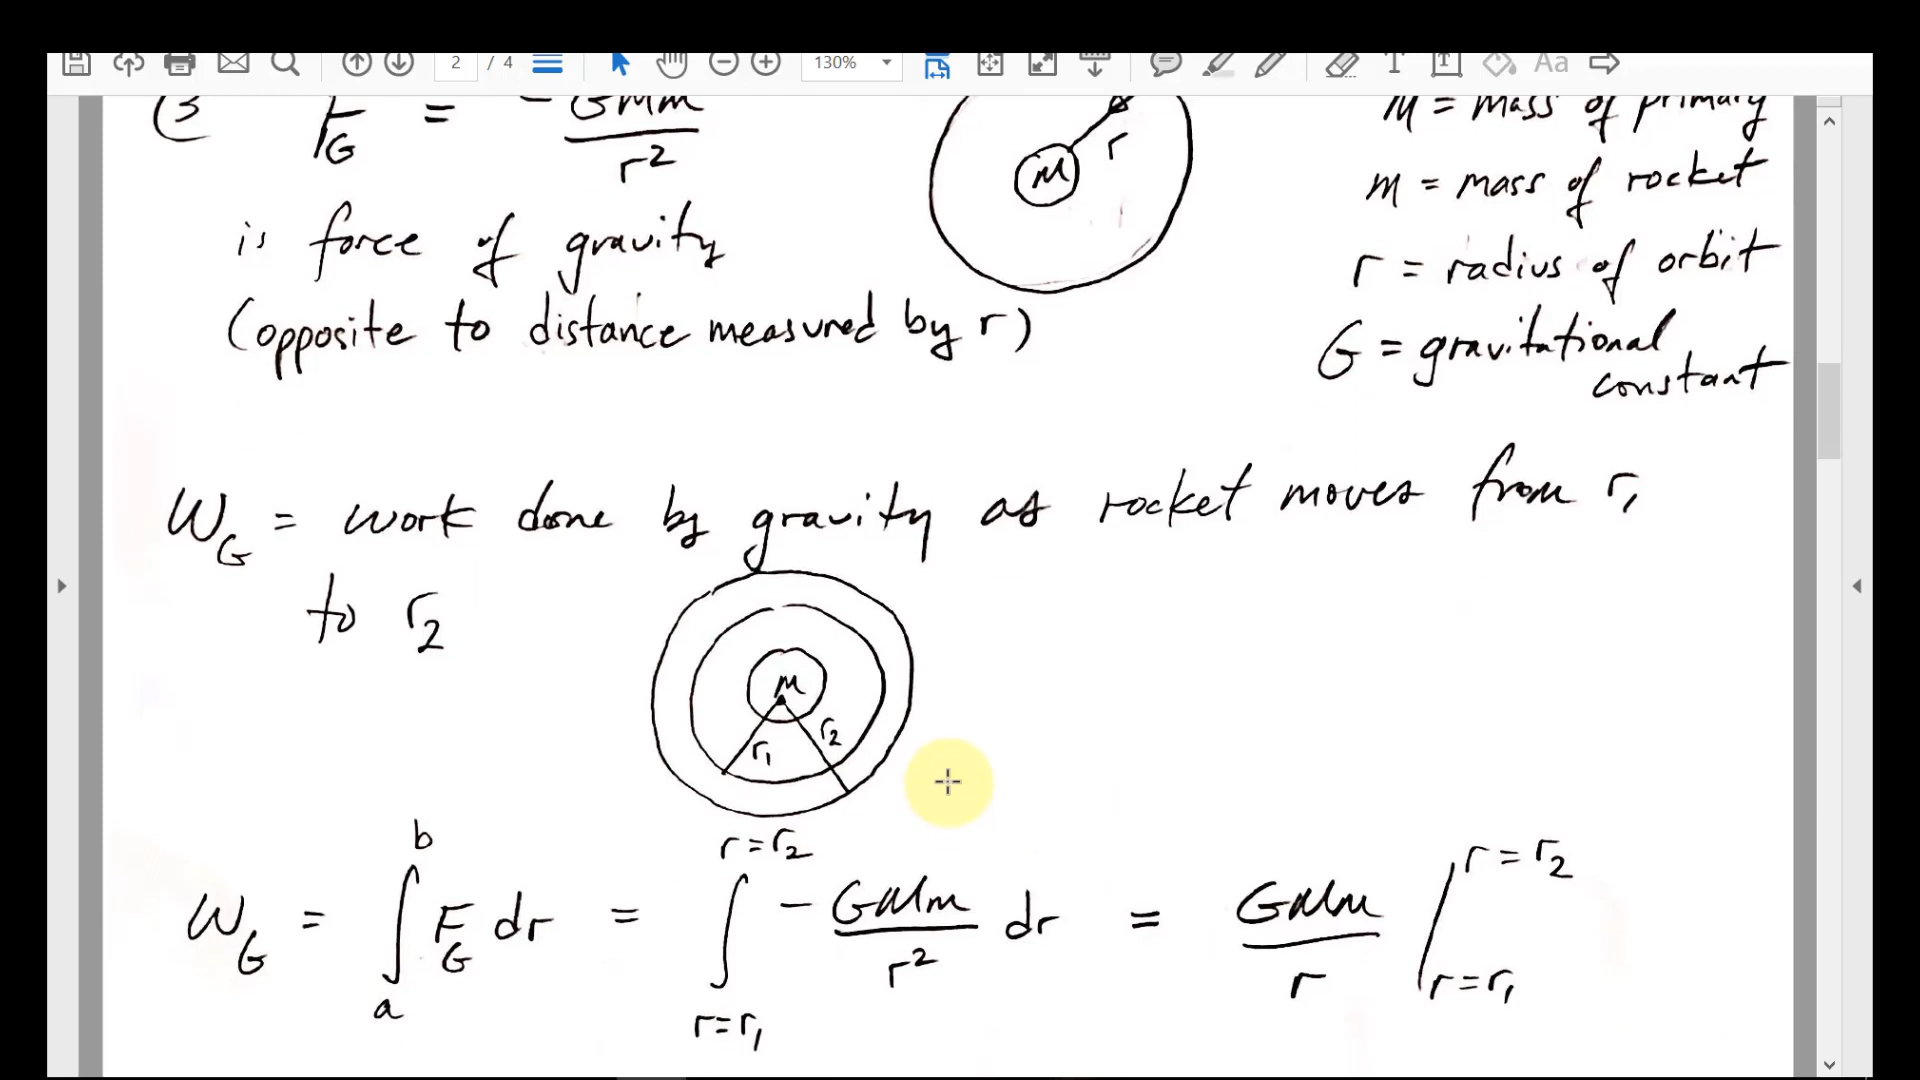 2 / 4 130% T T Aa
③ F_G = - GMm / r² M r
M = mass of primary
m = mass of rocket
is force of gravity
r = radius of orbit
(opposite to distance measured by r)
G = gravitational
constant
W_G = work done by gravity as rocket moves from r₁
to r₂
M
r₁ r₂
W_G = ∫_a^b F_G dr = ∫_{r=r₁}^{r=r₂} - GMm / r² dr = GMm / r |_{r=r₁}^{r=r₂}